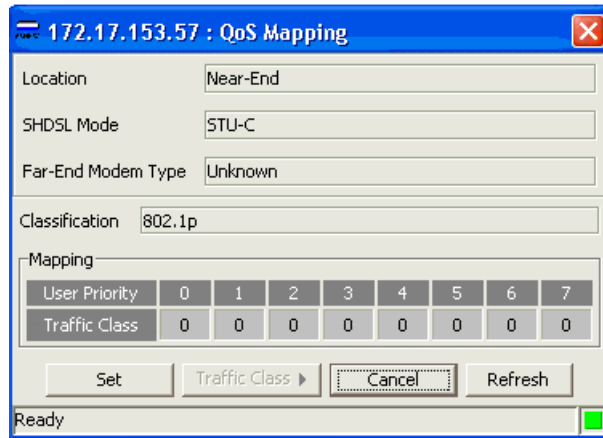 172.17.153.57 : QoS Mapping
Location Near-End
SHDSL Mode STU-C
Far-End Modem Type Unknown
Classification 802.1p
Mapping
User Priority 0 1 2 3 4 5 6 7
Traffic Class 0 0 0 0 0 0 0 0
Set Traffic Class Cancel Refresh
Ready